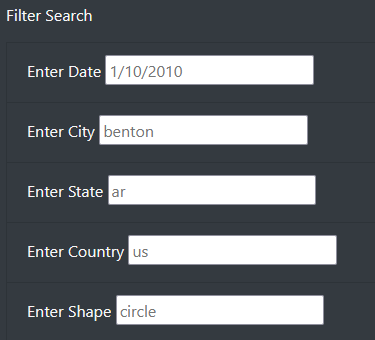 Filter Search
Enter Date 1/10/2010
Enter City benton
Enter State ar
Enter Country us
Enter Shape circle